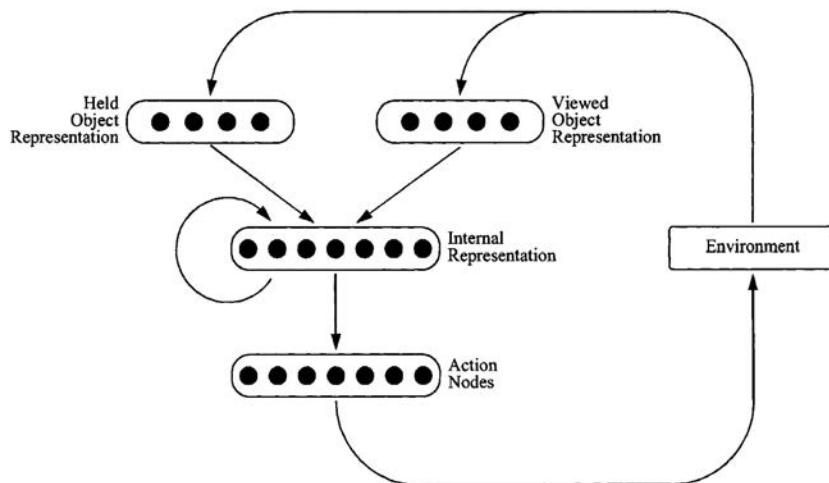 Held
Object
Representation
Viewed
Object
Representation
Internal
Representation
Environment
Action
Nodes